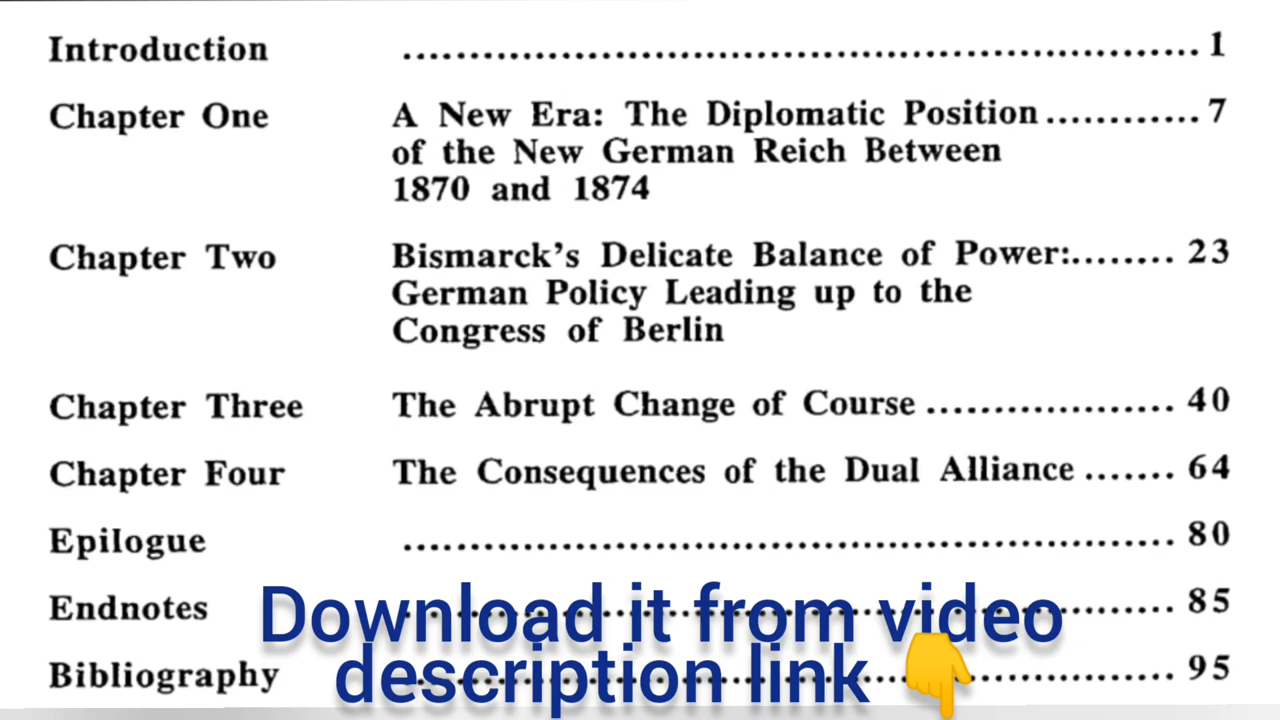 Introduction ........................................................... 1
Chapter One A New Era: The Diplomatic Position ............ 7
of the New German Reich Between
1870 and 1874
Chapter Two Bismarck's Delicate Balance of Power:........ 23
German Policy Leading up to the
Congress of Berlin
Chapter Three The Abrupt Change of Course ................... 40
Chapter Four The Consequences of the Dual Alliance ....... 64
Epilogue ......................................................... 80
Endnotes ......................................................... 85
Bibliography ......................................................... 95
Download it from video
description link 👇